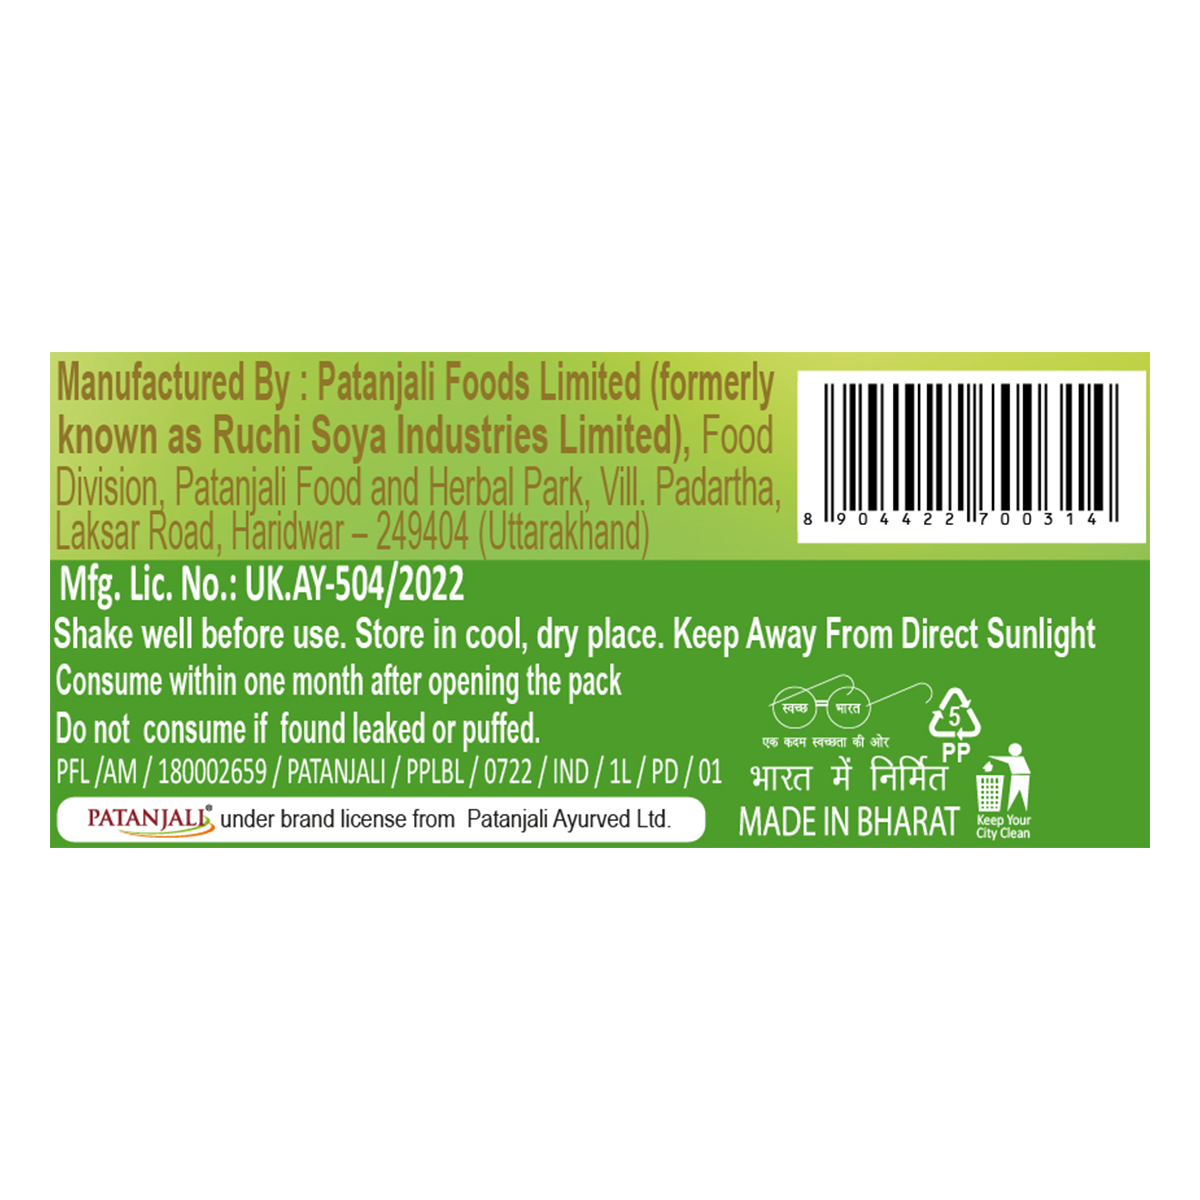 Manufactured By : Patanjali Foods Limited (formerly
known as Ruchi Soya Industries Limited), Food
Division, Patanjali Food and Herbal Park, Vill. Padartha,
Laksar Road, Haridwar – 249404 (Uttarakhand)
8 904422 700314
Mfg. Lic. No.: UK.AY-504/2022
Shake well before use. Store in cool, dry place. Keep Away From Direct Sunlight
Consume within one month after opening the pack
Do not consume if found leaked or puffed.
PFL /AM / 180002659 / PATANJALI / PPLBL / 0722 / IND / 1L / PD / 01
PATANJALI® under brand license from Patanjali Ayurved Ltd.
स्वच्छ भारत
एक कदम स्वच्छता की ओर
5
PP
भारत में निर्मित
MADE IN BHARAT
Keep Your
City Clean